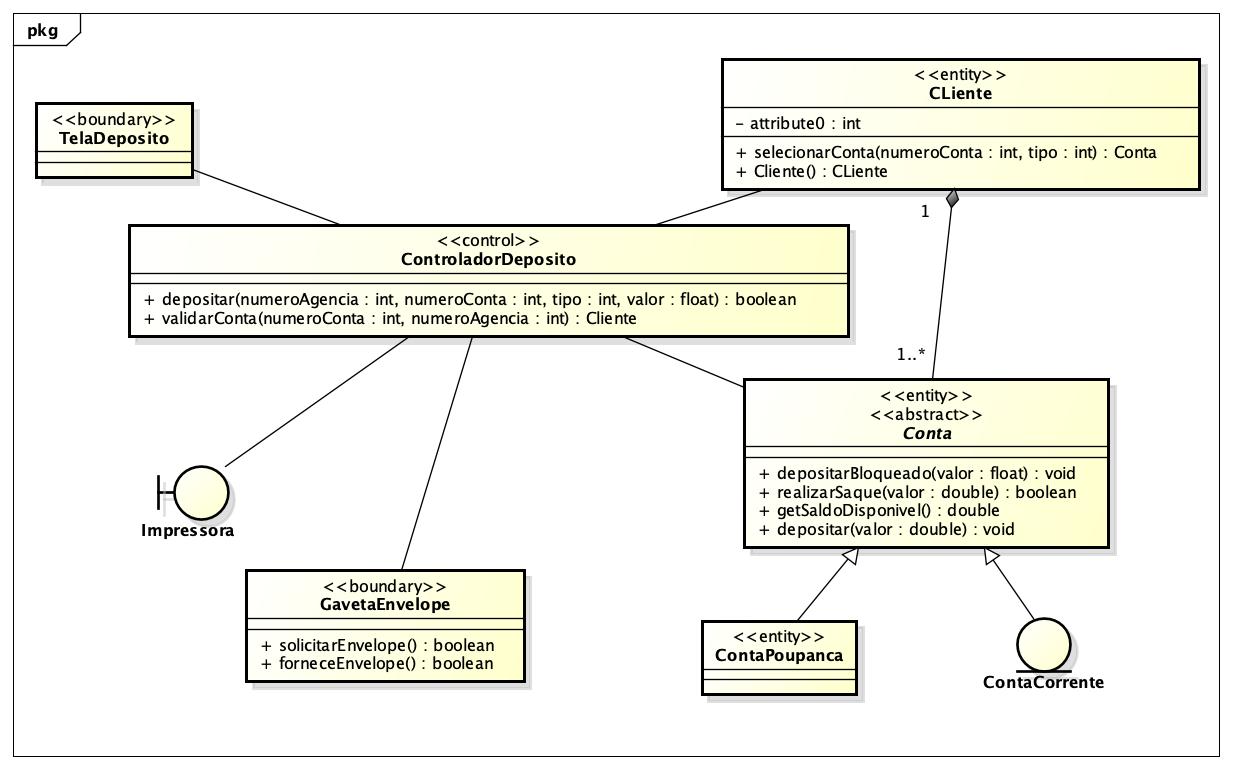 pkg
<<entity>>
CLiente
– attribute0 : int
+ selecionarConta(numeroConta : int, tipo : int) : Conta
+ Cliente() : CLiente
<<boundary>>
TelaDeposito
1
<<control>>
ControladorDeposito
+ depositar(numeroAgencia : int, numeroConta : int, tipo : int, valor : float) : boolean
+ validarConta(numeroConta : int, numeroAgencia : int) : Cliente
1..*
<<entity>>
<<abstract>>
Conta
+ depositarBloqueado(valor : float) : void
+ realizarSaque(valor : double) : boolean
+ getSaldoDisponivel() : double
+ depositar(valor : double) : void
Impressora
<<boundary>>
GavetaEnvelope
+ solicitarEnvelope() : boolean
+ forneceEnvelope() : boolean
<<entity>>
ContaPoupanca
ContaCorrente